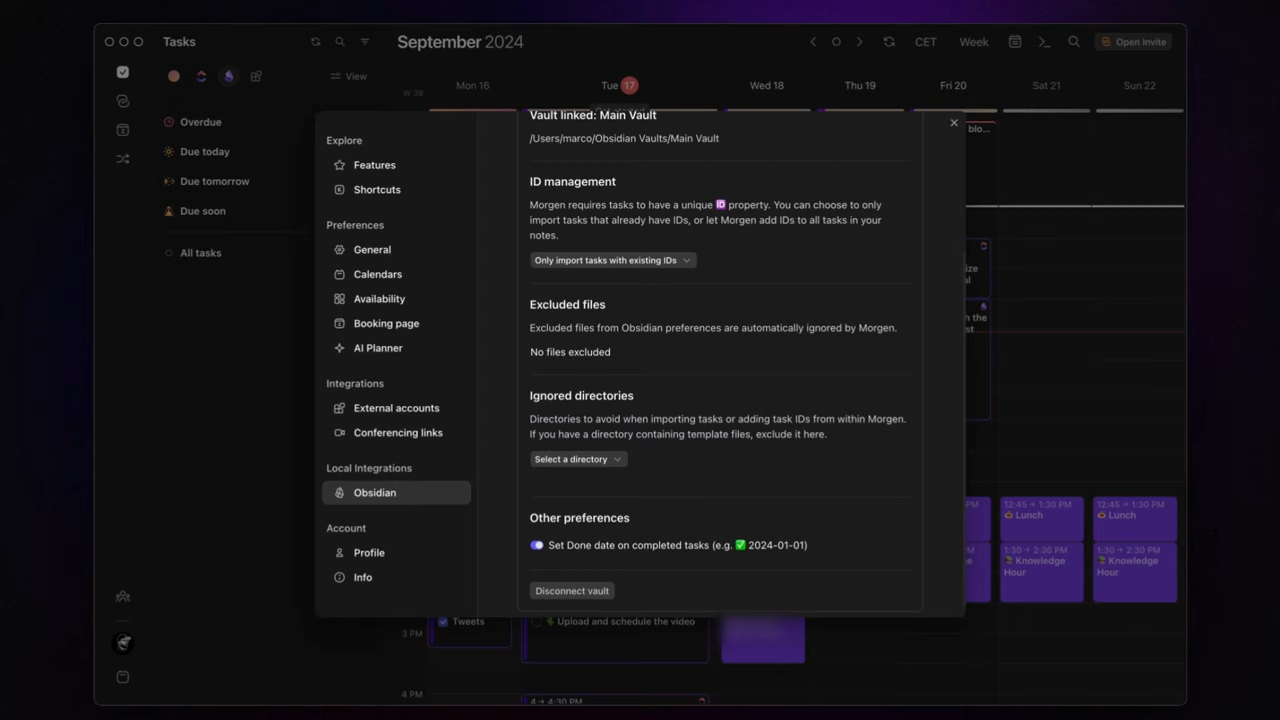 Tasks
September 2024
CET
Week
Open Invite
View
W 38
Mon 16
Tue 17
Wed 18
Thu 19
Fri 20
Sat 21
Sun 22
Overdue
Due today
Due tomorrow
Due soon
All tasks
Explore
Features
Shortcuts
Preferences
General
Calendars
Availability
Booking page
AI Planner
Integrations
External accounts
Conferencing links
Local Integrations
Obsidian
Account
Profile
Info
Vault linked: Main Vault
/Users/marco/Obsidian Vaults/Main Vault
ID management
Morgen requires tasks to have a unique 🆔 property. You can choose to only
import tasks that already have IDs, or let Morgen add IDs to all tasks in your
notes.
Only import tasks with existing IDs
Excluded files
Excluded files from Obsidian preferences are automatically ignored by Morgen.
No files excluded
Ignored directories
Directories to avoid when importing tasks or adding task IDs from within Morgen.
If you have a directory containing template files, exclude it here.
Select a directory
Other preferences
Set Done date on completed tasks (e.g. ✅ 2024-01-01)
Disconnect vault
blo...
ize
al
h the
st
PM
PM
e
12:45 → 1:30 PM
Lunch
1:30 → 2:30 PM
Knowledge
Hour
12:45 → 1:30 PM
Lunch
1:30 → 2:30 PM
Knowledge
Hour
3 PM
Tweets
Upload and schedule the video
4 PM
4 → 4:30 PM